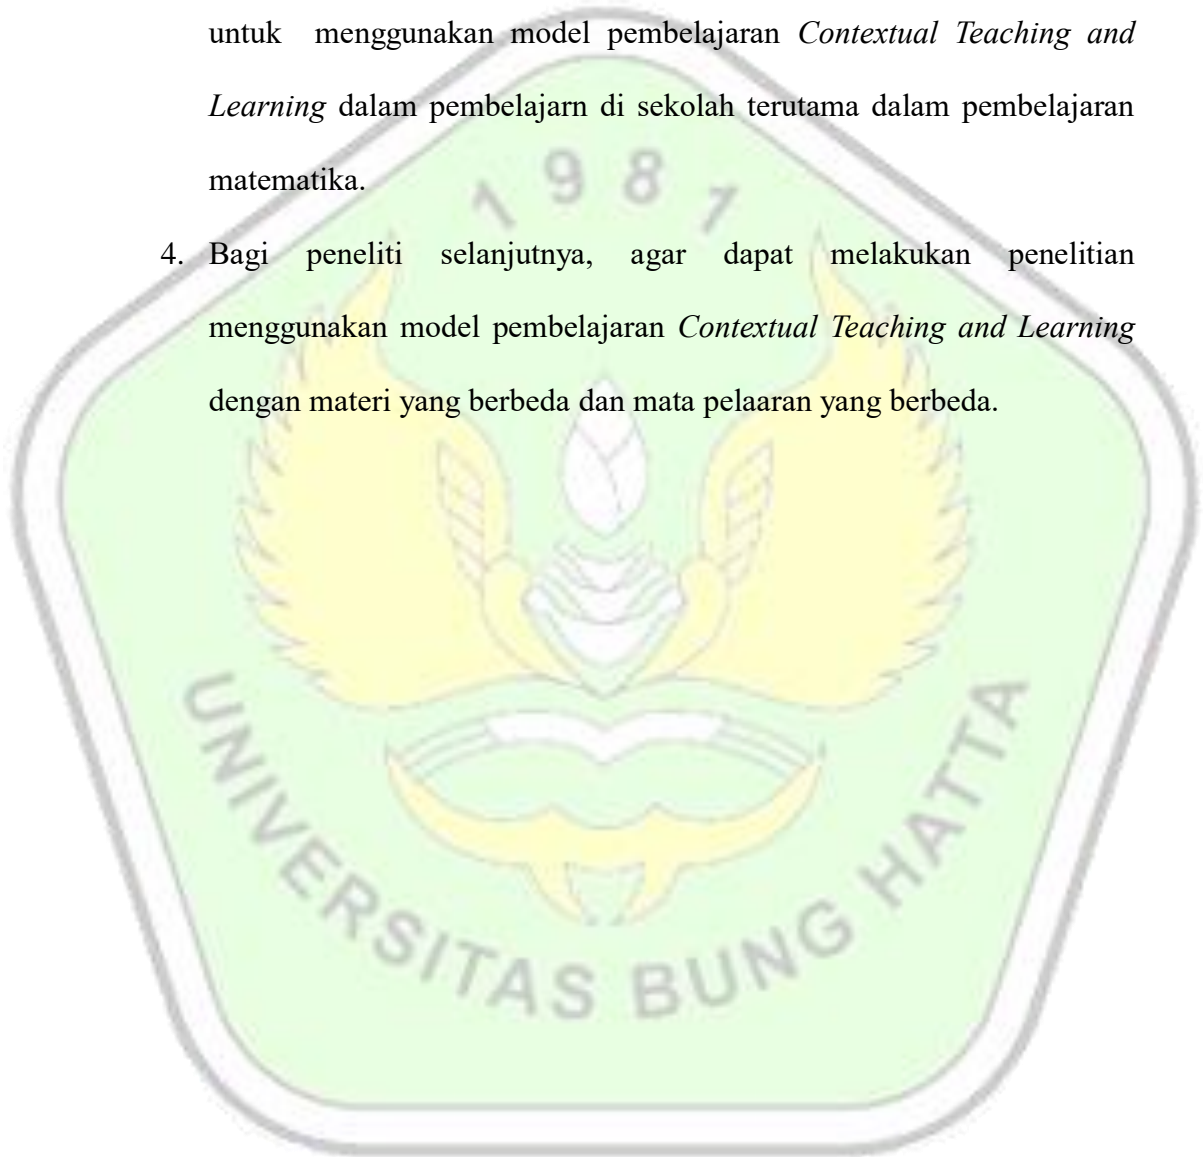 untuk menggunakan model pembelajaran Contextual Teaching and
Learning dalam pembelajarn di sekolah terutama dalam pembelajaran
matematika.
1981
4. Bagi peneliti selanjutnya, agar dapat melakukan penelitian
menggunakan model pembelajaran Contextual Teaching and Learning
dengan materi yang berbeda dan mata pelaaran yang berbeda.
UNIVERSITAS BUNG HATTA